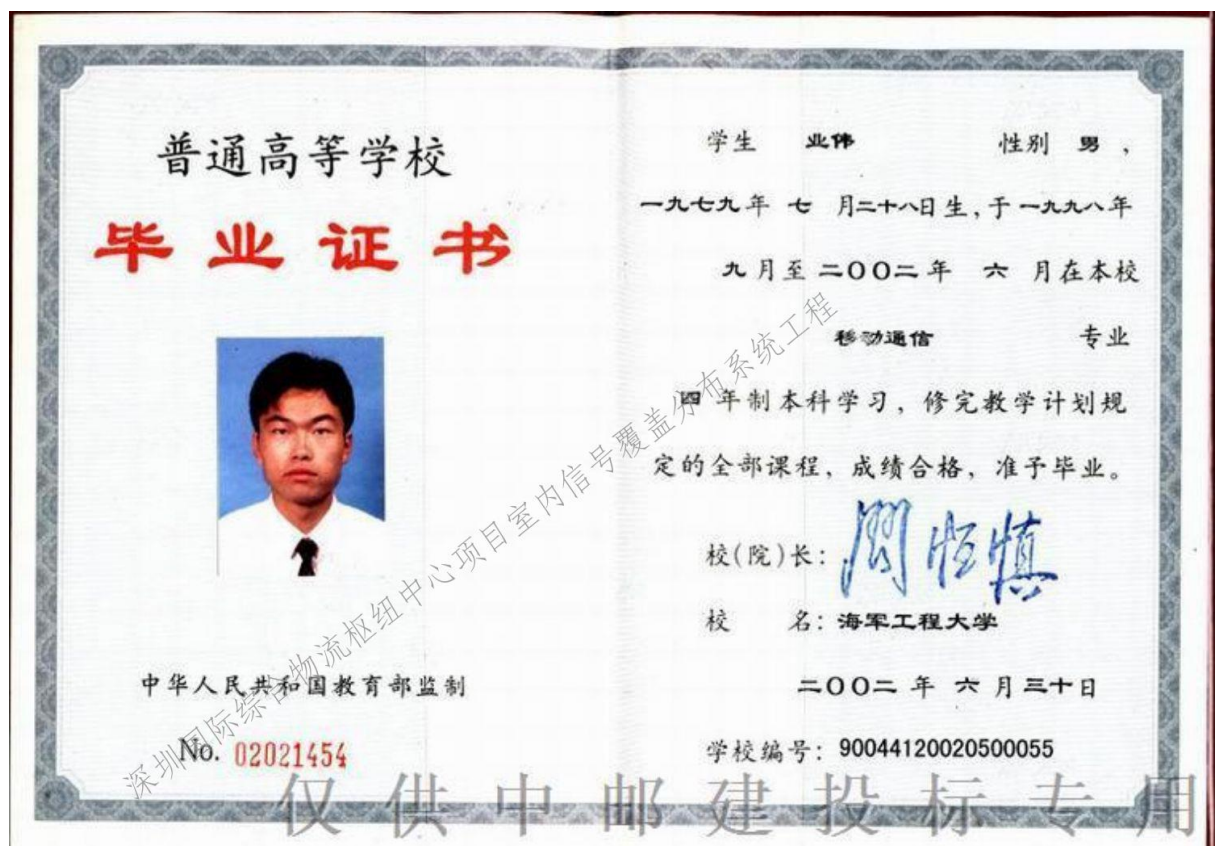 普通高等学校
毕业证书
中华人民共和国教育部监制
No. 02021454
学生 业伟 性别 男，
一九七九年 七 月二十八日生，于一九九八年
九月至二〇〇二年 六 月在本校
移动通信 专业
四年制本科学习，修完教学计划规
定的全部课程，成绩合格，准予毕业。
校(院)长：
校 名：海军工程大学
二〇〇二 年 六 月三十日
学校编号：90044120020500055
深圳国际综合物流枢纽中心项目室内信号覆盖分布系统工程
仅供中邮建投标专用